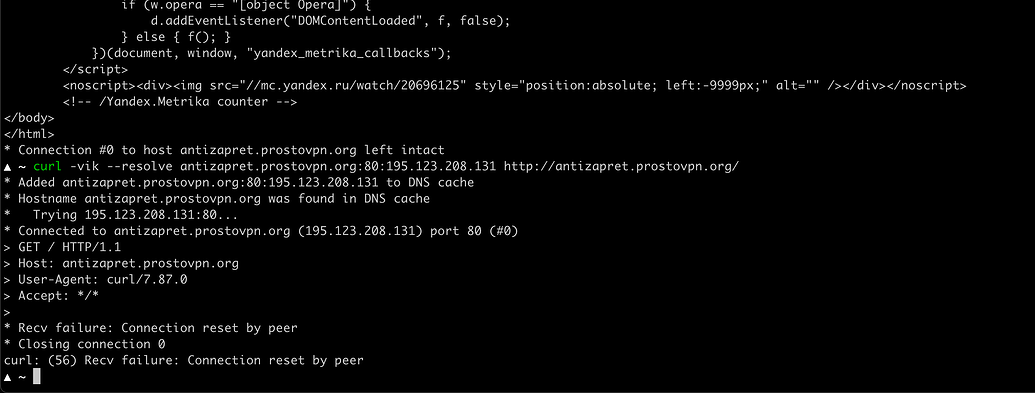 if (w.opera == "[object Opera]") {
d.addEventListener("DOMContentLoaded", f, false);
} else { f(); }
})(document, window, "yandex_metrika_callbacks");
</script>
<noscript><div><img src="//mc.yandex.ru/watch/20696125" style="position:absolute; left:-9999px;" alt="" /></div></noscript>
<!-- /Yandex.Metrika counter -->
</body>
</html>
* Connection #0 to host antizapret.prostovpn.org left intact
▲ ~ curl -vik --resolve antizapret.prostovpn.org:80:195.123.208.131 http://antizapret.prostovpn.org/
* Added antizapret.prostovpn.org:80:195.123.208.131 to DNS cache
* Hostname antizapret.prostovpn.org was found in DNS cache
*   Trying 195.123.208.131:80...
* Connected to antizapret.prostovpn.org (195.123.208.131) port 80 (#0)
> GET / HTTP/1.1
> Host: antizapret.prostovpn.org
> User-Agent: curl/7.87.0
> Accept: */*
>
* Recv failure: Connection reset by peer
* Closing connection 0
curl: (56) Recv failure: Connection reset by peer
▲ ~